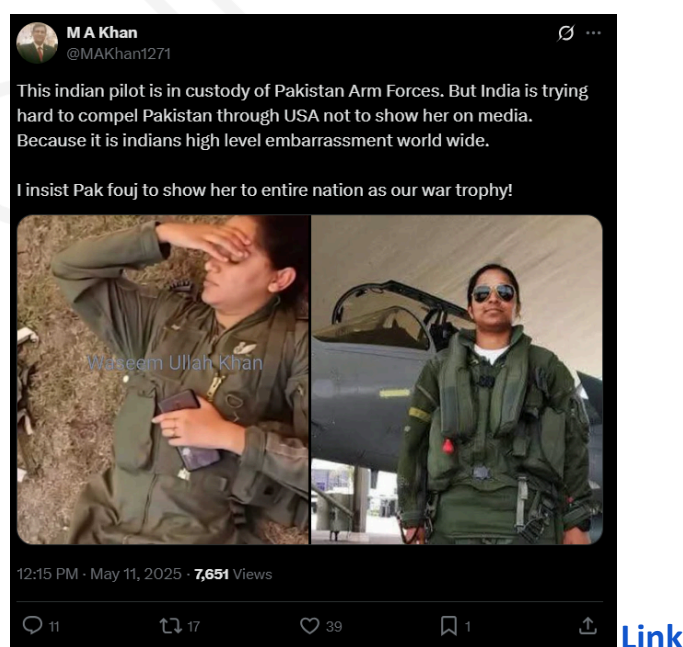 M A Khan
@MAKhan1271
This indian pilot is in custody of Pakistan Arm Forces. But India is trying
hard to compel Pakistan through USA not to show her on media.
Because it is indians high level embarrassment world wide.
I insist Pak fouj to show her to entire nation as our war trophy!
Waseem Ullah Khan
12:15 PM · May 11, 2025 · 7,651 Views
11 17 39 1
Link